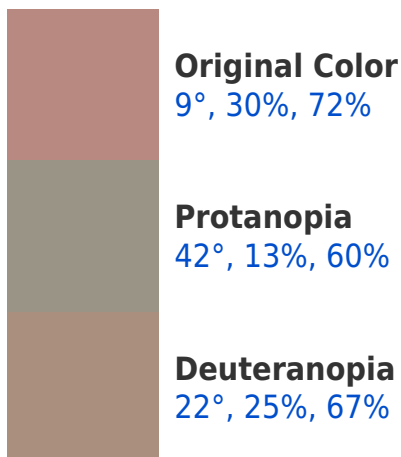 Original Color
9°, 30%, 72%
Protanopia
42°, 13%, 60%
Deuteranopia
22°, 25%, 67%